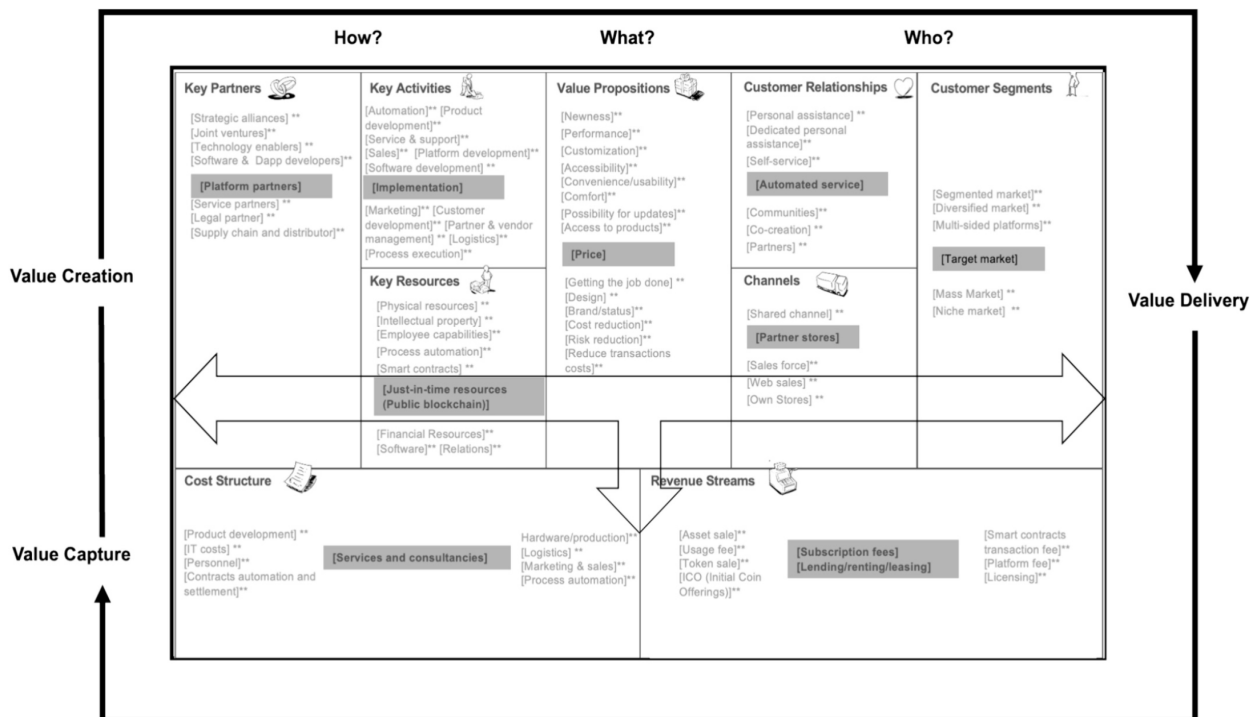 How?
What?
Who?
Key Partners
[Strategic alliances] **
[Joint ventures]**
[Technology enablers] **
[Software & Dapp developers]**
[Platform partners]
[Service partners] **
[Legal partner] **
[Supply chain and distributor]**
Key Activities
[Automation]** [Product
development]**
[Service & support]**
[Sales]** [Platform development]**
[Software development] **
[Implementation]
[Marketing]** [Customer
development]** [Partner & vendor
management] ** [Logistics]**
[Process execution]**
Key Resources
[Physical resources] **
[Intellectual property] **
[Employee capabilities]**
[Process automation]**
[Smart contracts] **
[Just-in-time resources
(Public blockchain)]
[Financial Resources]**
[Software]** [Relations]**
Value Propositions
[Newness]**
[Performance]**
[Customization]**
[Accessibility]**
[Convenience/usability]**
[Comfort]**
[Possibility for updates]**
[Access to products]**
[Price]
[Getting the job done] **
[Design] **
[Brand/status]**
[Cost reduction]**
[Risk reduction]**
[Reduce transactions
costs]**
Customer Relationships
[Personal assistance] **
[Dedicated personal
assistance]**
[Self-service]**
[Automated service]
[Communities]**
[Co-creation] **
[Partners] **
Channels
[Shared channel] **
[Partner stores]
[Sales force]**
[Web sales] **
[Own Stores] **
Customer Segments
[Segmented market]**
[Diversified market] **
[Multi-sided platforms]**
[Target market]
[Mass Market] **
[Niche market] **
Value Creation
Value Delivery
Value Capture
Cost Structure
[Product development] **
[IT costs] **
[Personnel]**
[Contracts automation and
settlement]**
[Services and consultancies]
Hardware/production]**
[Logistics] **
[Marketing & sales]**
[Process automation]**
Revenue Streams
[Asset sale]**
[Usage fee]**
[Token sale]**
[ICO (Initial Coin
Offerings)]**
[Subscription fees]
[Lending/renting/leasing]
[Smart contracts
transaction fee]**
[Platform fee]**
[Licensing]**